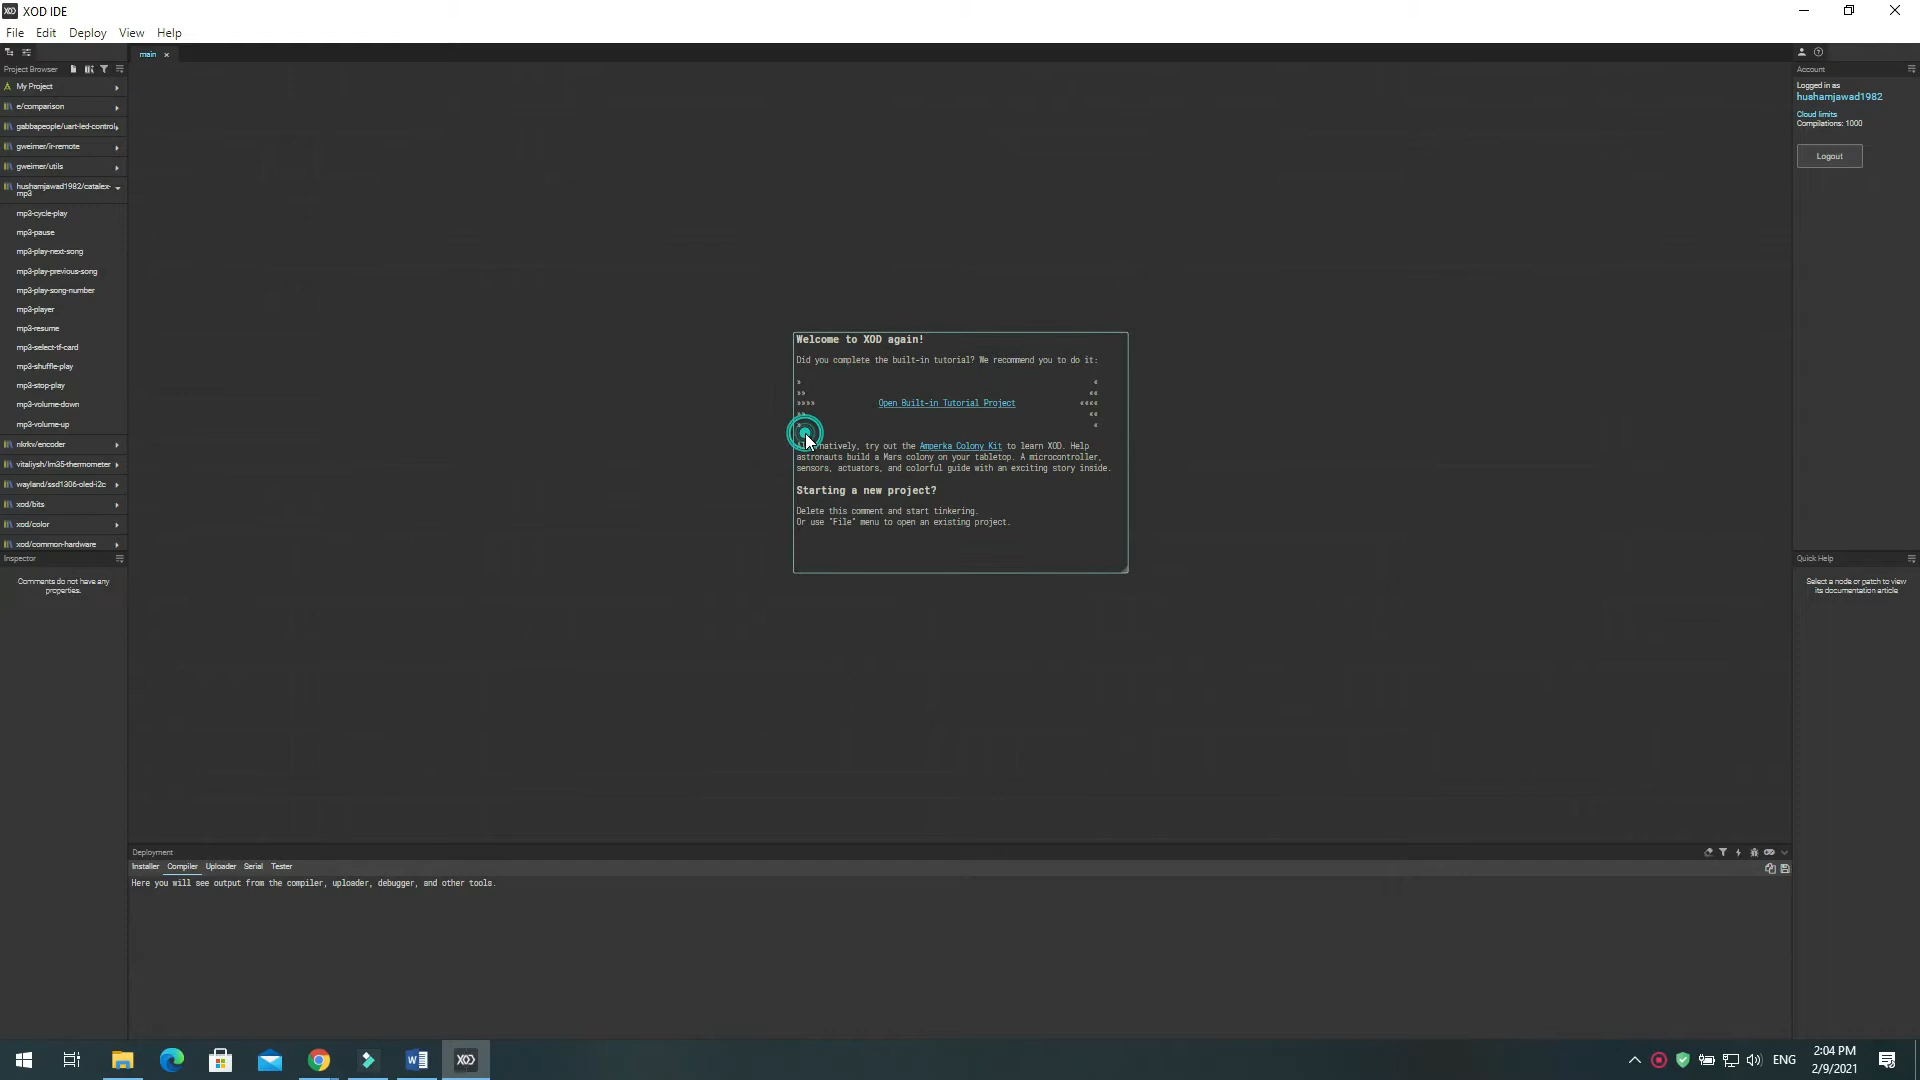 XOD IDE
File Edit Deploy View Help
main ×
Project Browser
My Project
e/comparison
gabbapeople/uart-led-control
gweimer/ir-remote
gweimer/utils
hushamjawad1982/catalex-
mp3
mp3-cycle-play
mp3-pause
mp3-play-next-song
mp3-play-previous-song
mp3-play-song-number
mp3-player
mp3-resume
mp3-select-tf-card
mp3-shuffle-play
mp3-stop-play
mp3-volume-down
mp3-volume-up
nkrkv/encoder
vitaliysh/lm35-thermometer
wayland/ssd1306-oled-i2c
xod/bits
xod/color
xod/common-hardware
Inspector
Comments do not have any
properties.
Welcome to XOD again!
Did you complete the built-in tutorial? We recommend you to do it:
» «
»» ««
»»»» Open Built-in Tutorial Project ««««
»» ««
» «
try out the Amperka Colony Kit to learn XOD. Help
astronauts build a Mars colony on your tabletop. A microcontroller,
sensors, actuators, and colorful guide with an exciting story inside.
Starting a new project?
Delete this comment and start tinkering.
Or use "File" menu to open an existing project.
Account
Logged in as
hushamjawad1982
Cloud limits
Compilations: 1000
Logout
Quick Help
Select a node or patch to view
its documentation article
Deployment
Installer Compiler Uploader Serial Tester
Here you will see output from the compiler, uploader, debugger, and other tools.
XOD
ENG
2:04 PM
2/9/2021